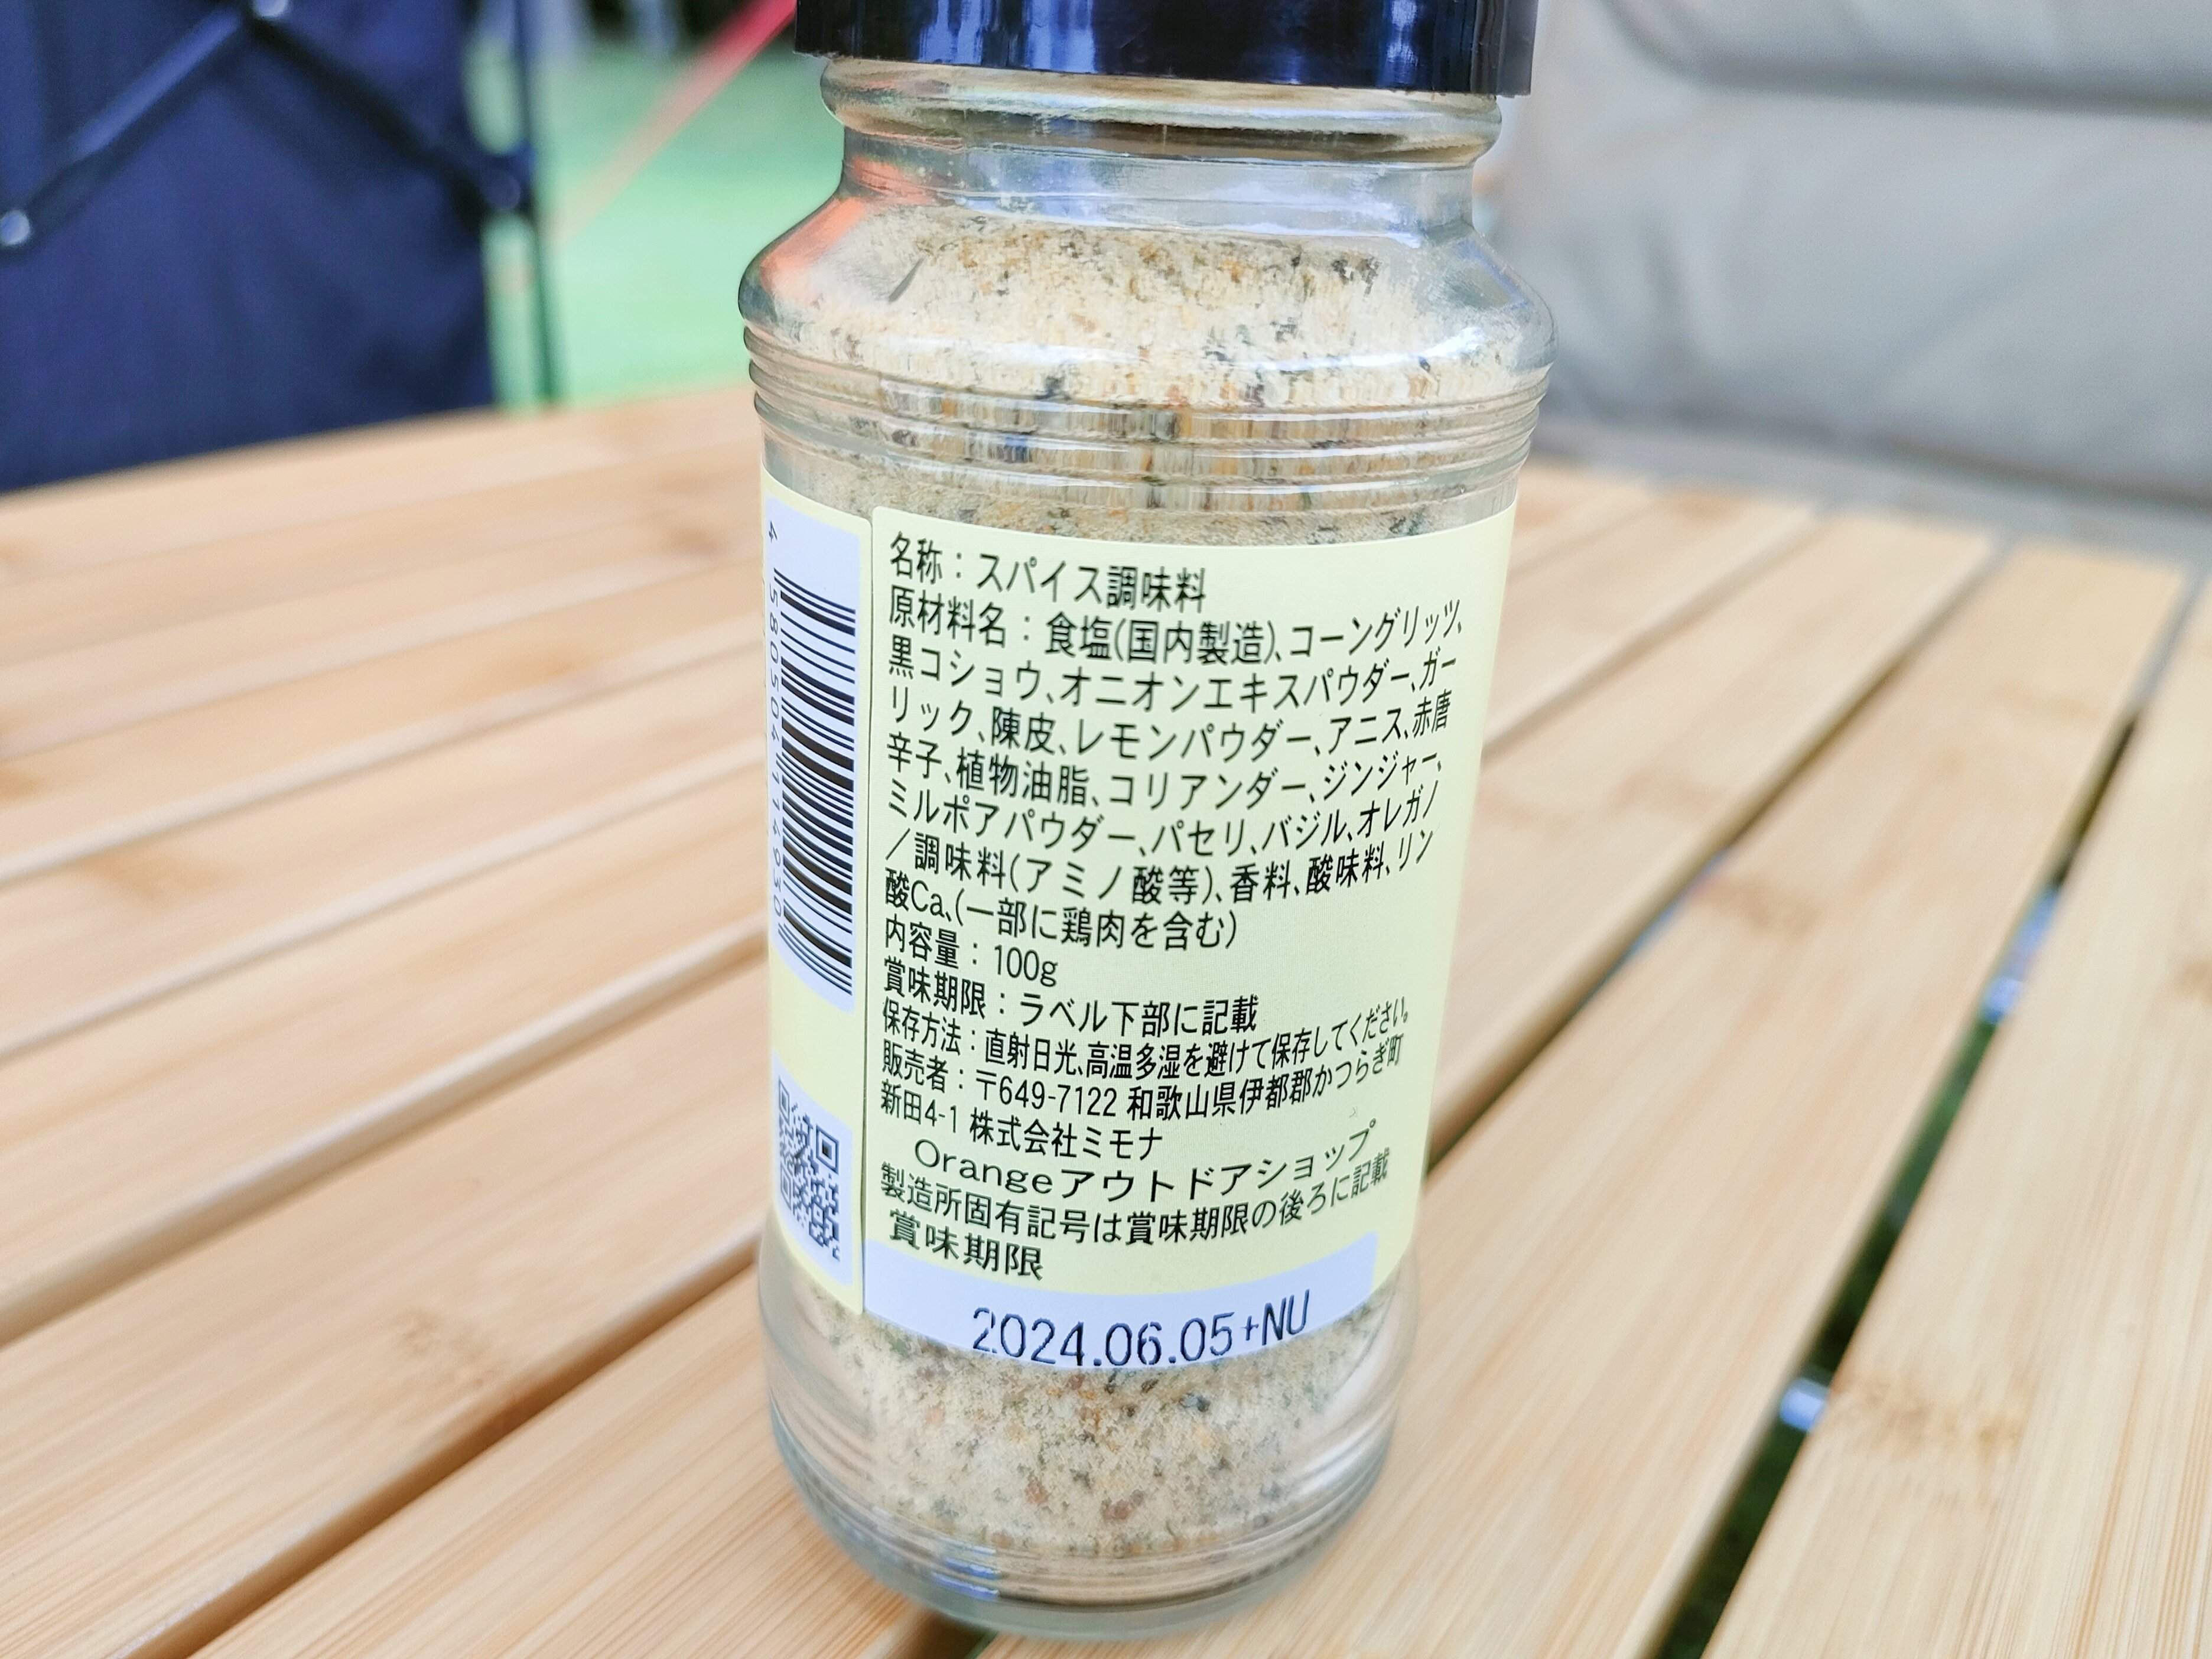 名称：スパイス調味料
原材料名：食塩(国内製造)、コーングリッツ、
黒コショウ、オニオンエキスパウダー、ガー
リック、陳皮、レモンパウダー、アニス、赤唐
辛子、植物油脂、コリアンダー、ジンジャー、
ミルポアパウダー、パセリ、バジル、オレガノ
／調味料(アミノ酸等)、香料、酸味料、リン
酸Ca、(一部に鶏肉を含む)
内容量：100g
賞味期限：ラベル下部に記載
保存方法：直射日光、高温多湿を避けて保存してください。
販売者：〒649-7122 和歌山県伊都郡かつらぎ町
新田4-1 株式会社ミモナ
Orangeアウトドアショップ
製造所固有記号は賞味期限の後ろに記載
賞味期限
2024.06.05+NU
4 580504 174930